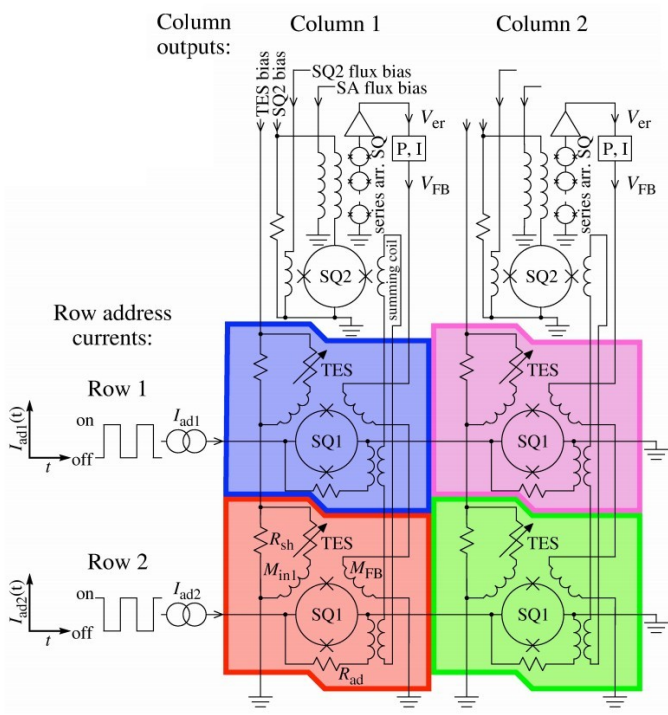 Column outputs:
Column 1
Column 2
TES bias
SQ2 bias
SQ2 flux bias
SA flux bias
series arr. SQ
V_er
P, I
V_FB
SQ2
summing coil
series arr. SQ
V_er
P, I
V_FB
SQ2
summing coil
Row address currents:
Row 1
I_ad1(t)
on
off
t
I_ad1
TES
SQ1
TES
SQ1
Row 2
I_ad2(t)
on
off
t
I_ad2
R_sh
TES
M_in1
M_FB
SQ1
R_ad
TES
SQ1